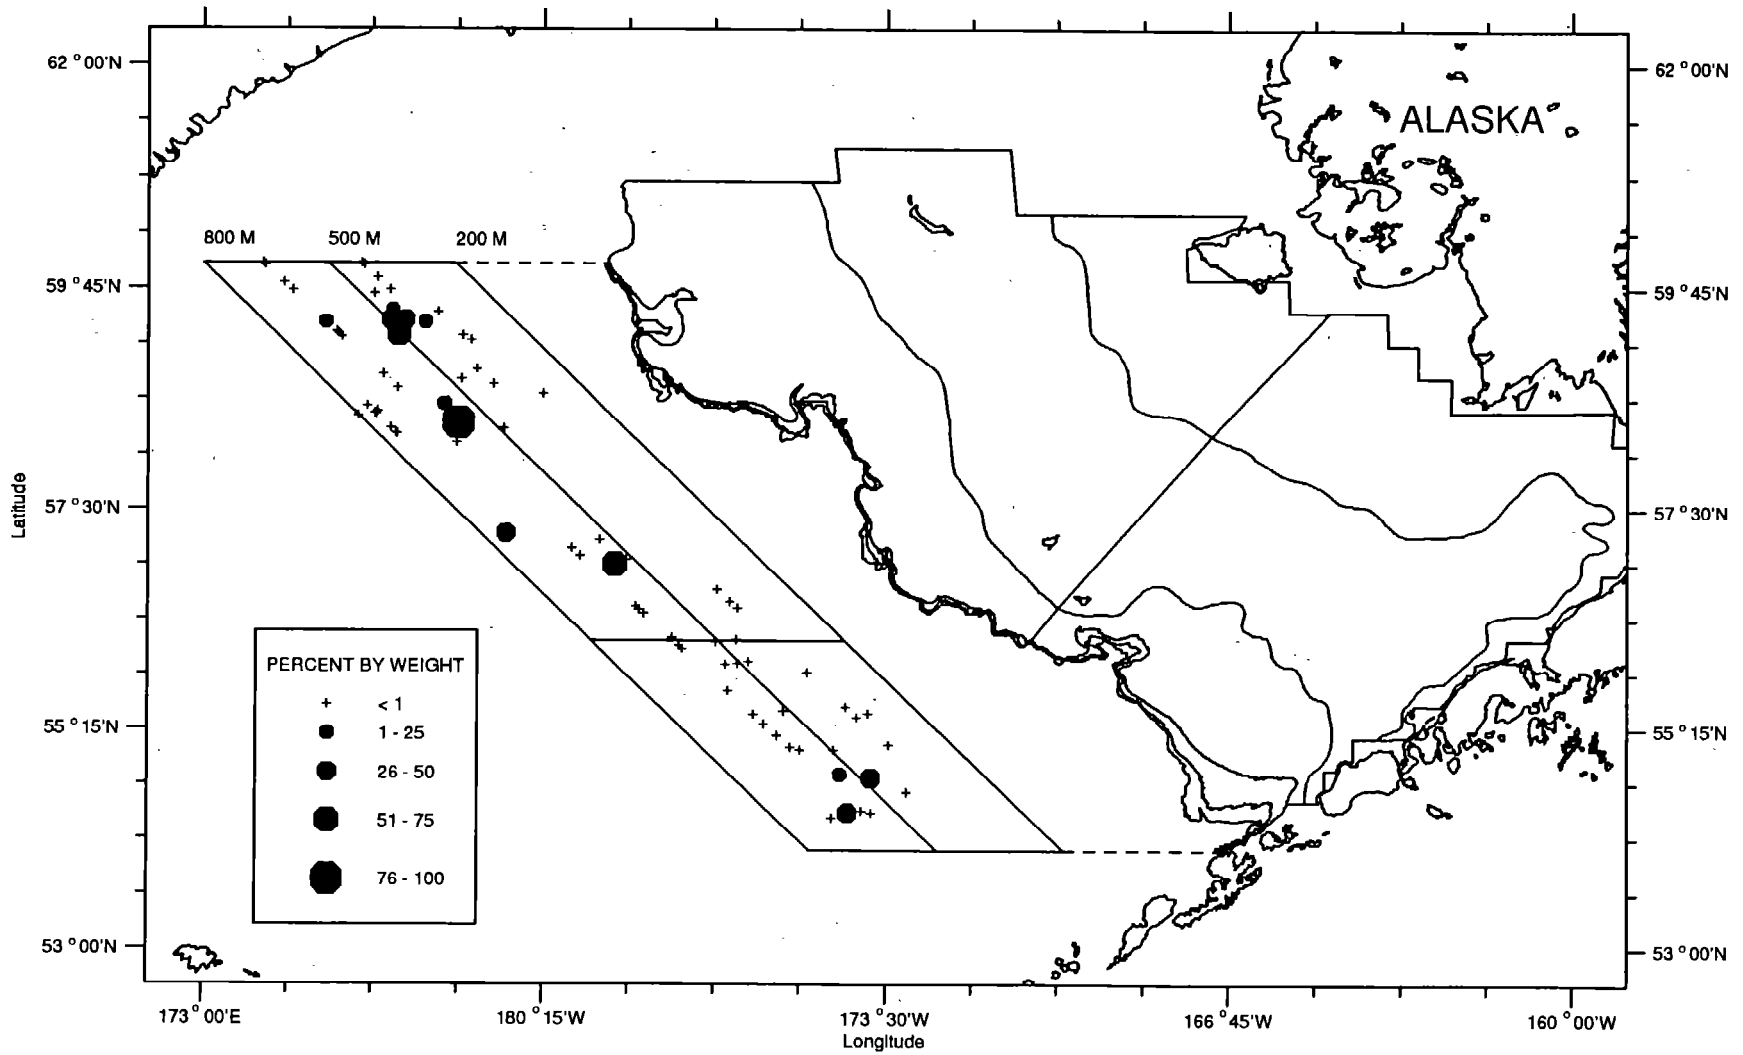 62 °00'N
62 °00'N
ALASKA
800 M
500 M
200 M
59 °45'N
59 °45'N
57 °30'N
57 °30'N
Latitude
PERCENT BY WEIGHT
+ < 1
1 - 25
26 - 50
51 - 75
76 - 100
55 °15'N
55 °15'N
53 °00'N
53 °00'N
173 °00'E
180 °15'W
173 °30'W
166 °45'W
160 °00'W
Longitude